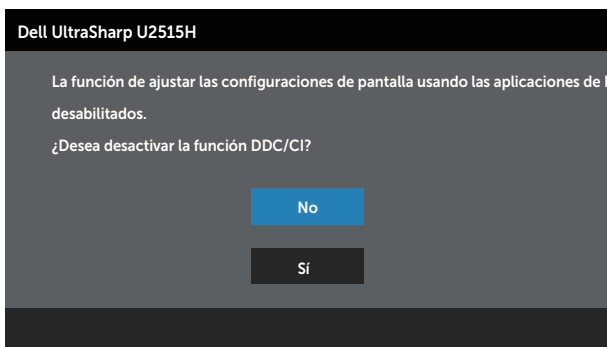 Dell UltraSharp U2515H
La función de ajustar las configuraciones de pantalla usando las aplicaciones de
desabilitados.
¿Desea desactivar la función DDC/CI?
No
Sí